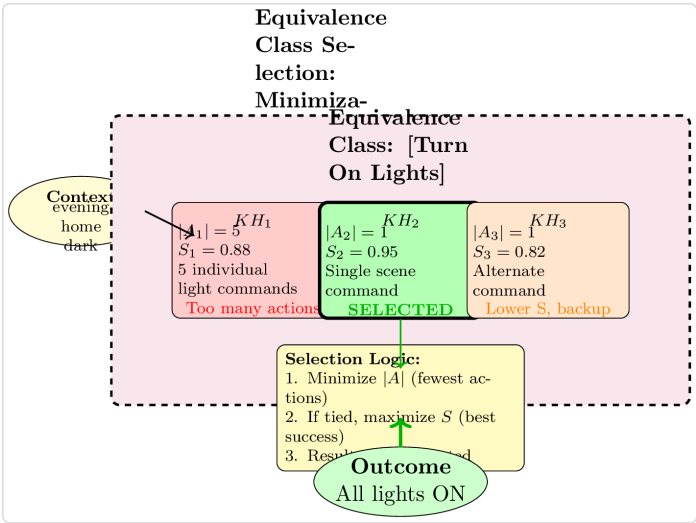 Equivalence
Class Se-
lection:
Minimiza-
Equivalence
Class: [Turn
On Lights]
Context
evening
home
dark
KH₁
|A₁| = 5
S₁ = 0.88
5 individual
light commands
Too many actions
KH₂
|A₂| = 1
S₂ = 0.95
Single scene
command
SELECTED
KH₃
|A₃| = 1
S₃ = 0.82
Alternate
command
Lower S, backup
Selection Logic:
1. Minimize |A| (fewest ac-
tions)
2. If tied, maximize S (best
success)
3.
Outcome
All lights ON